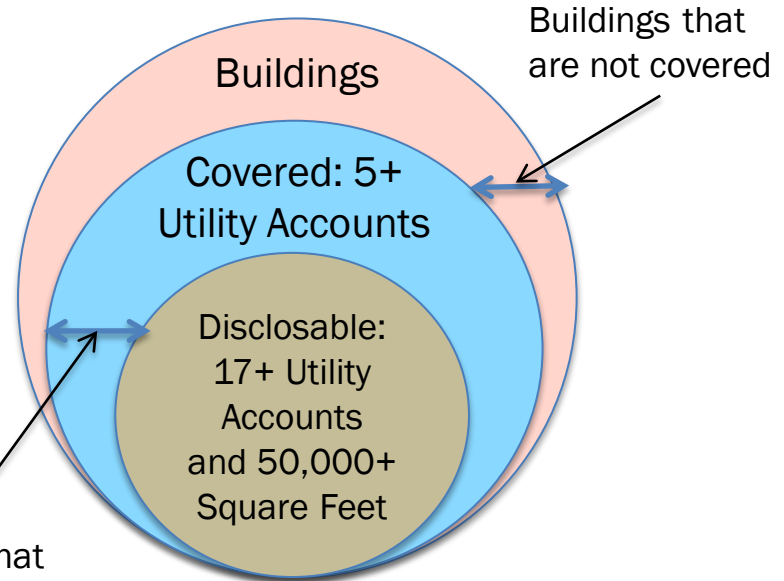 Buildings that
are not covered
Buildings
Covered: 5+
Utility Accounts
Disclosable:
17+ Utility
Accounts
and 50,000+
Square Feet